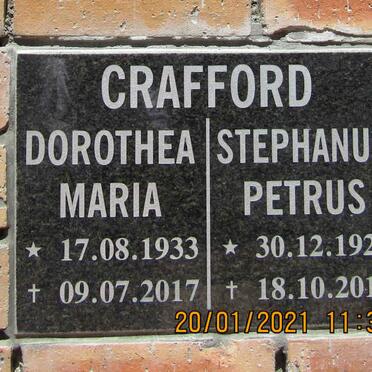 CRAFFORD
DOROTHEA
MARIA
★ 17.08.1933
† 09.07.2017
STEPHANU
PETRUS
★ 30.12.192
† 18.10.201
20/01/2021 11:3